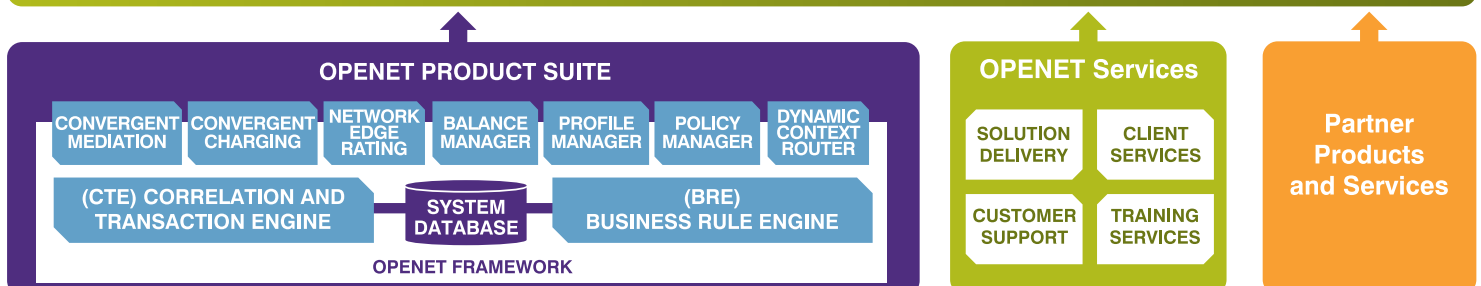 OPENET PRODUCT SUITE
CONVERGENT
MEDIATION
CONVERGENT
CHARGING
NETWORK
EDGE
RATING
BALANCE
MANAGER
PROFILE
MANAGER
POLICY
MANAGER
DYNAMIC
CONTEXT
ROUTER
(CTE) CORRELATION AND
TRANSACTION ENGINE
SYSTEM
DATABASE
(BRE)
BUSINESS RULE ENGINE
OPENET FRAMEWORK
OPENET Services
SOLUTION
DELIVERY
CLIENT
SERVICES
CUSTOMER
SUPPORT
TRAINING
SERVICES
Partner
Products
and Services